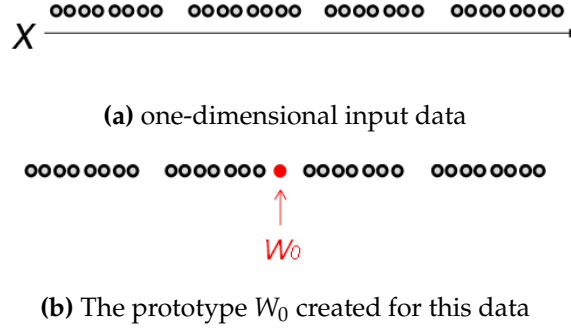 X
(a) one-dimensional input data
W0
(b) The prototype W0 created for this data